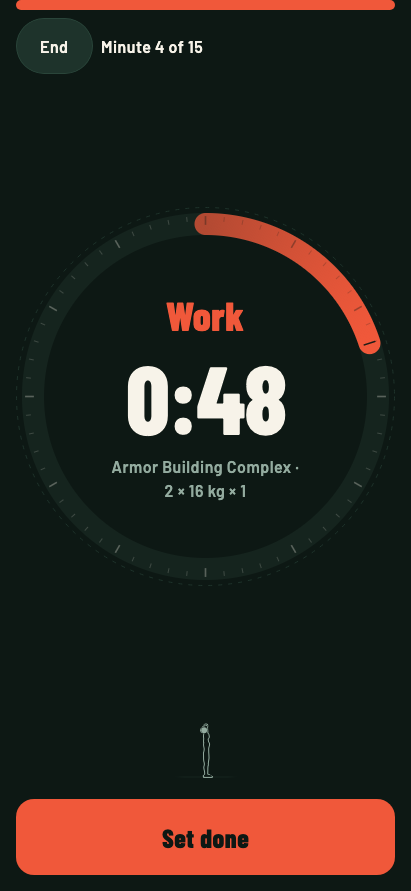 End
Minute 4 of 15
Work
0:48
Armor Building Complex ·
2 × 16 kg × 1
Set done